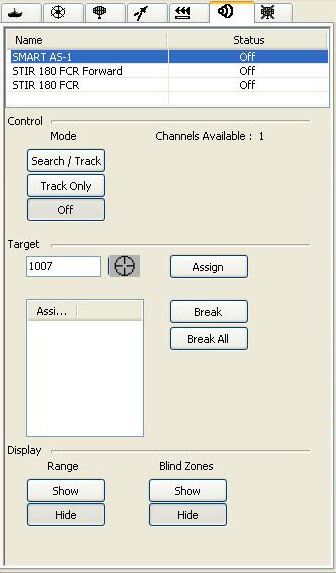 Name Status
SMART AS-1 Off
STIR 180 FCR Forward Off
STIR 180 FCR Off
Control
Mode Channels Available : 1
Search / Track
Track Only
Off
Target
1007 Assign
Assi...
Break
Break All
Display
Range Blind Zones
Show Show
Hide Hide